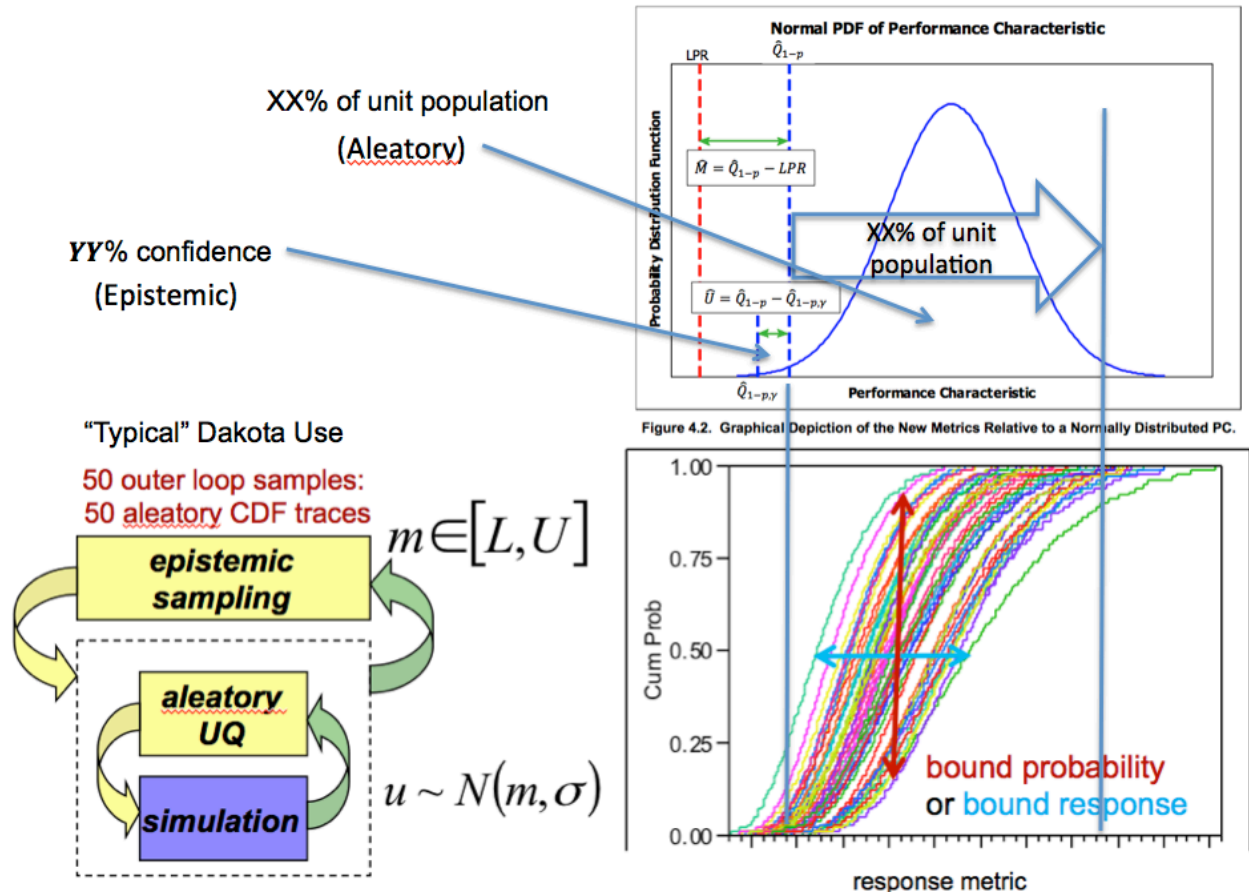 Normal PDF of Performance Characteristic
LPR
Q̂₁₋ₚ
XX% of unit population
(Aleatory)
M̂ = Q̂₁₋ₚ − LPR
Probability Distribution Function
XX% of unit
population
YY% confidence
(Epistemic)
Û = Q̂₁₋ₚ − Q̂₁₋ₚ,ᵧ
Q̂₁₋ₚ,ᵧ
Performance Characteristic
Figure 4.2. Graphical Depiction of the New Metrics Relative to a Normally Distributed PC.
“Typical” Dakota Use
50 outer loop samples:
50 aleatory CDF traces
m∈[L,U]
epistemic
sampling
aleatory
UQ
simulation
u ~ N(m,σ)
1.00
0.75
0.50
0.25
0.00
Cum Prob
bound probability
or bound response
response metric